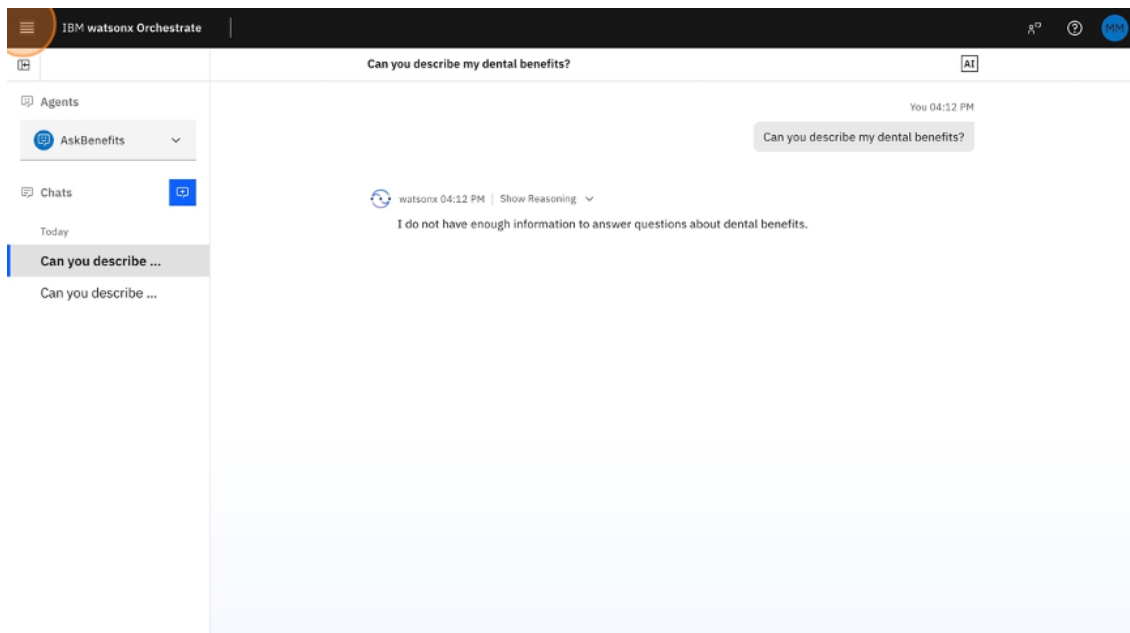 IBM watsonx Orchestrate
MM
Can you describe my dental benefits?
AI
Agents
AskBenefits
Chats
Today
Can you describe ...
Can you describe ...
You 04:12 PM
Can you describe my dental benefits?
watsonx 04:12 PM | Show Reasoning
I do not have enough information to answer questions about dental benefits.